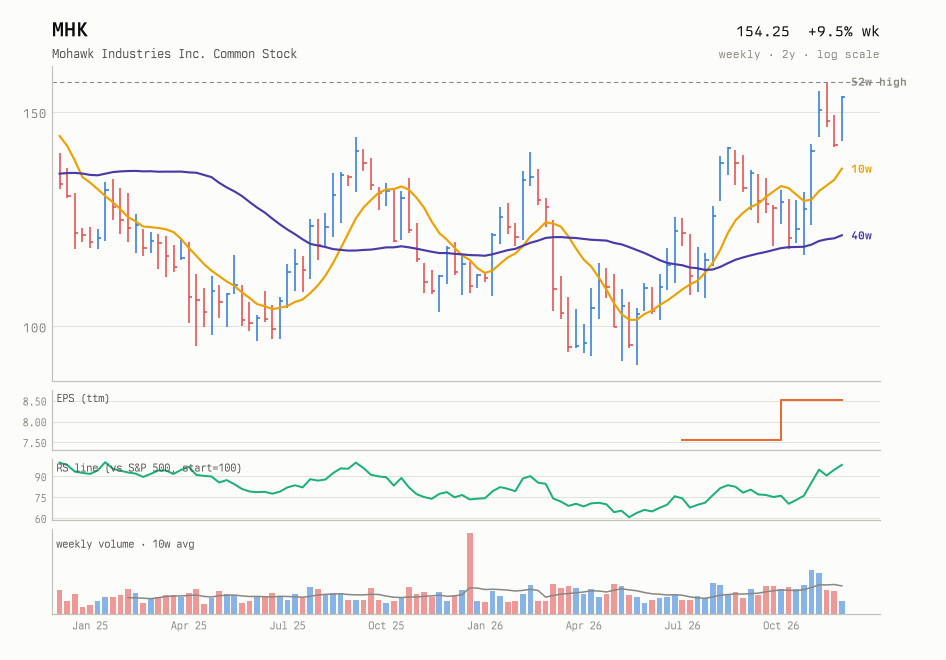 MHK
154.25 +9.5% wk
Mohawk Industries Inc. Common Stock
weekly · 2y · log scale
52w high
150
10w
40w
100
EPS (ttm)
8.50
8.00
7.50
RS line (vs S&P 500, start=100)
90
75
60
weekly volume · 10w avg
Jan 25 Apr 25 Jul 25 Oct 25 Jan 26 Apr 26 Jul 26 Oct 26